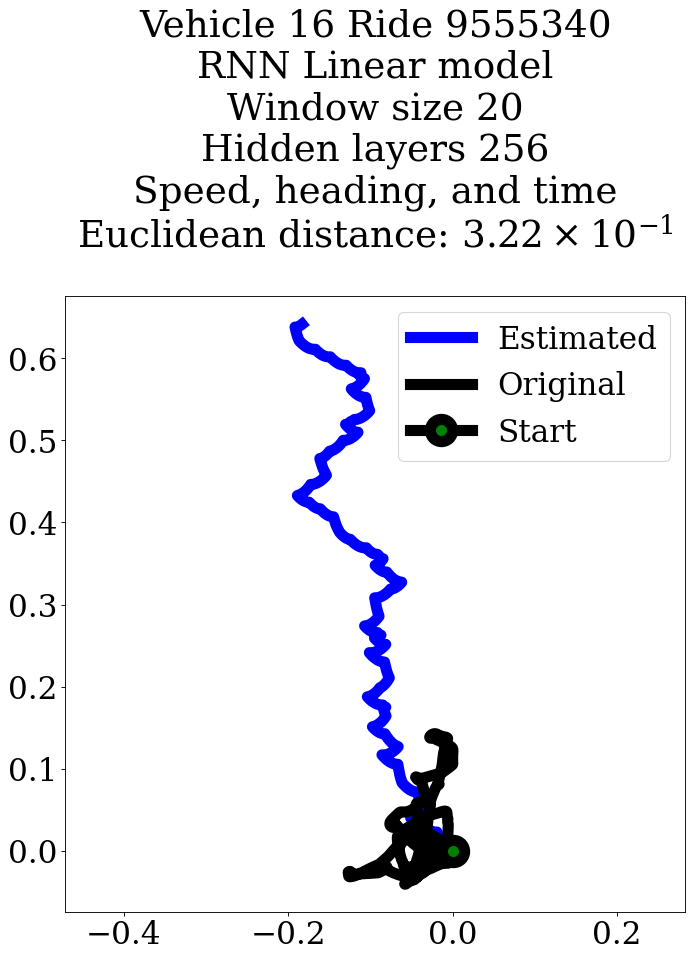 Vehicle 16 Ride 9555340
RNN Linear model
Window size 20
Hidden layers 256
Speed, heading, and time
Euclidean distance: 3.22 × 10⁻¹
Estimated
Original
Start
0.6
0.5
0.4
0.3
0.2
0.1
0.0
−0.4 −0.2 0.0 0.2